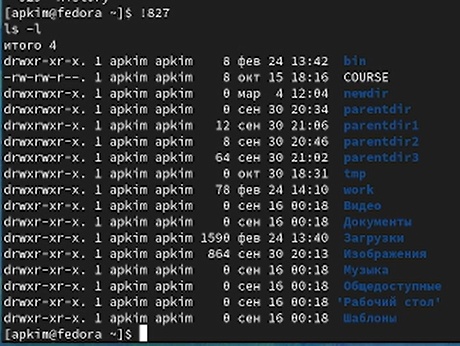 [apkim@fedora ~]$ !827
ls -l
итого 4
drwxr-xr-x. 1 apkim apkim 8 фев 24 13:42 bin
-rw-rw-r--. 1 apkim apkim 8 окт 15 18:16 COURSE
drwxrwxr-x. 1 apkim apkim 0 мар 4 12:04 newdir
drwxrwxr-x. 1 apkim apkim 0 сен 30 20:34 parentdir
drwxrwxr-x. 1 apkim apkim 12 сен 30 21:06 parentdir1
drwxrwxr-x. 1 apkim apkim 8 сен 30 20:46 parentdir2
drwxrwxr-x. 1 apkim apkim 64 сен 30 21:02 parentdir3
drwxrwxr-x. 1 apkim apkim 0 окт 30 18:31 tmp
drwxrwxr-x. 1 apkim apkim 78 фев 24 14:10 work
drwxr-xr-x. 1 apkim apkim 0 сен 16 00:18 Видео
drwxr-xr-x. 1 apkim apkim 0 сен 16 00:18 Документы
drwxr-xr-x. 1 apkim apkim 1590 фев 24 13:40 Загрузки
drwxr-xr-x. 1 apkim apkim 864 сен 30 20:13 Изображения
drwxr-xr-x. 1 apkim apkim 0 сен 16 00:18 Музыка
drwxr-xr-x. 1 apkim apkim 0 сен 16 00:18 Общедоступные
drwxr-xr-x. 1 apkim apkim 0 сен 16 00:18 'Рабочий стол'
drwxr-xr-x. 1 apkim apkim 0 сен 16 00:18 Шаблоны
[apkim@fedora ~]$